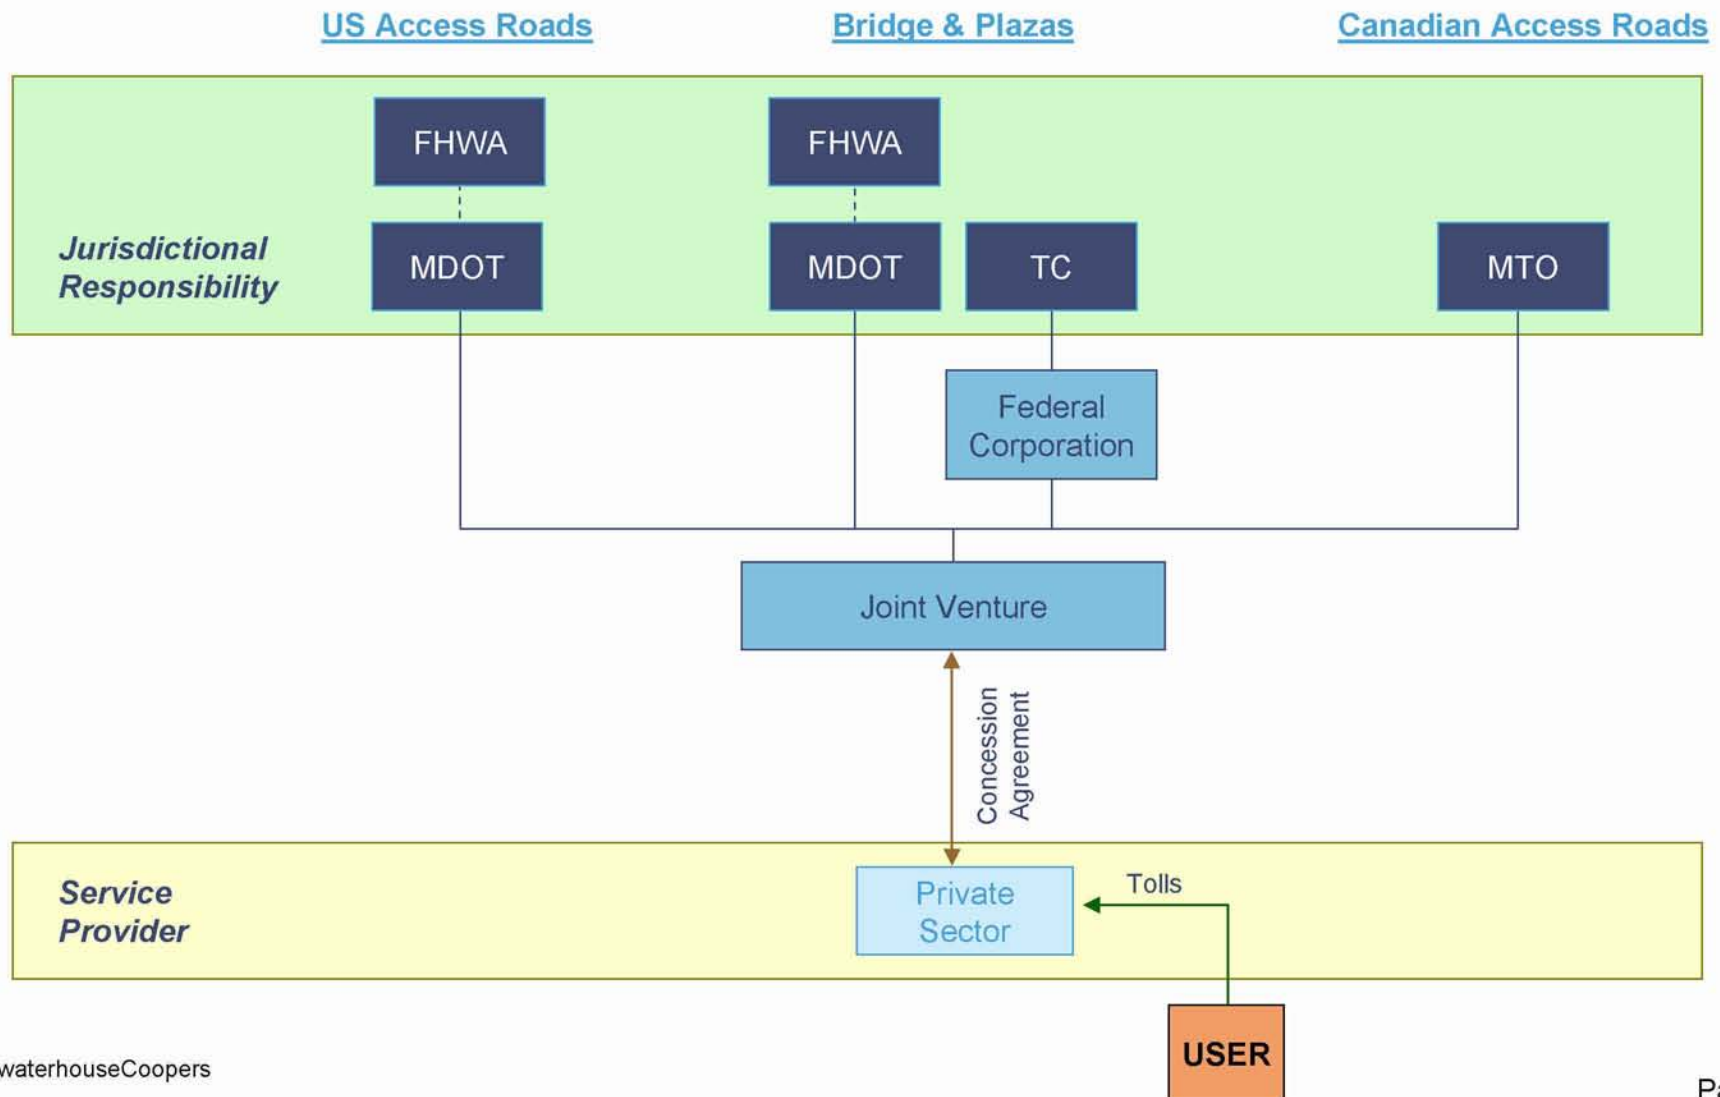 US Access Roads
Bridge & Plazas
Canadian Access Roads
FHWA
FHWA
Jurisdictional
Responsibility
MDOT
MDOT
TC
MTO
Federal
Corporation
Joint Venture
Concession
Agreement
Service
Provider
Private
Sector
Tolls
USER
waterhouseCoopers
Pa